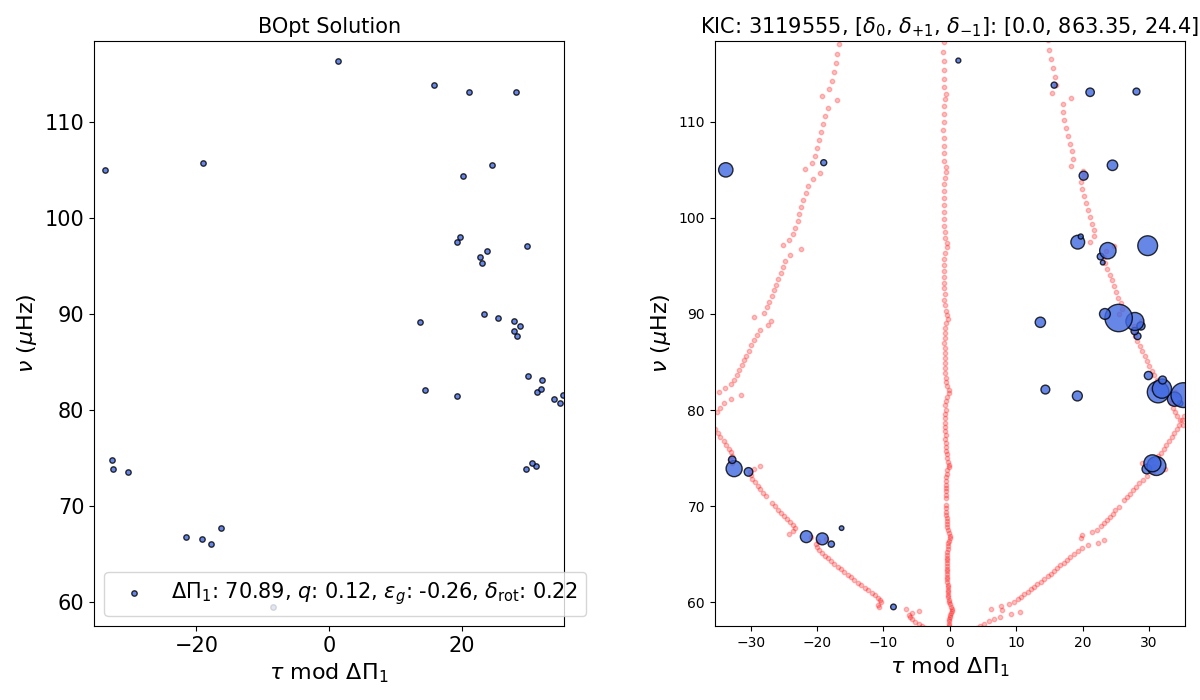 BOpt Solution
110
100
90
80
70
60
ν (μHz)
ΔΠ₁: 70.89, q: 0.12, ε_g: -0.26, δ_rot: 0.22
−20 0 20
τ mod ΔΠ₁
KIC: 3119555, [δ₀, δ₊₁, δ₋₁]: [0.0, 863.35, 24.4]
110
100
90
80
70
60
ν (μHz)
−30 −20 −10 0 10 20 30
τ mod ΔΠ₁